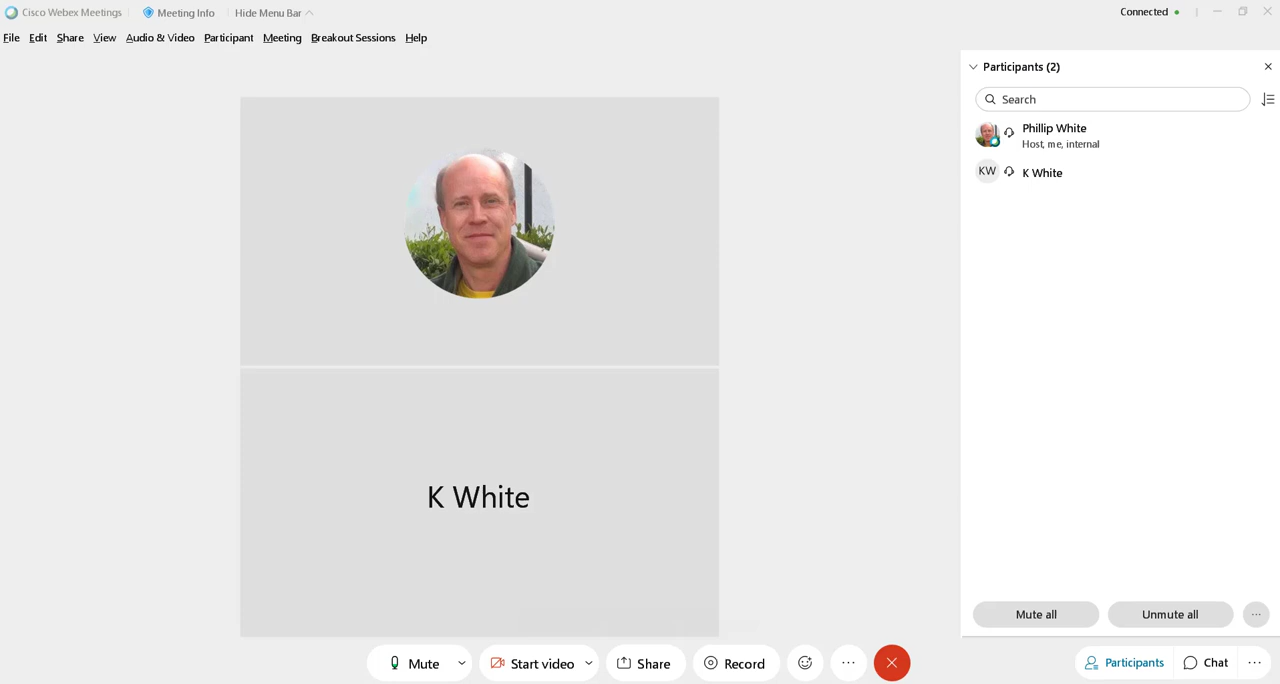 Cisco Webex Meetings Meeting Info Hide Menu Bar Connected
File Edit Share View Audio & Video Participant Meeting Breakout Sessions Help
Participants (2)
Search
Phillip White
Host, me, internal
KW K White
K White
Mute all Unmute all
Mute Start video Share Record Participants Chat